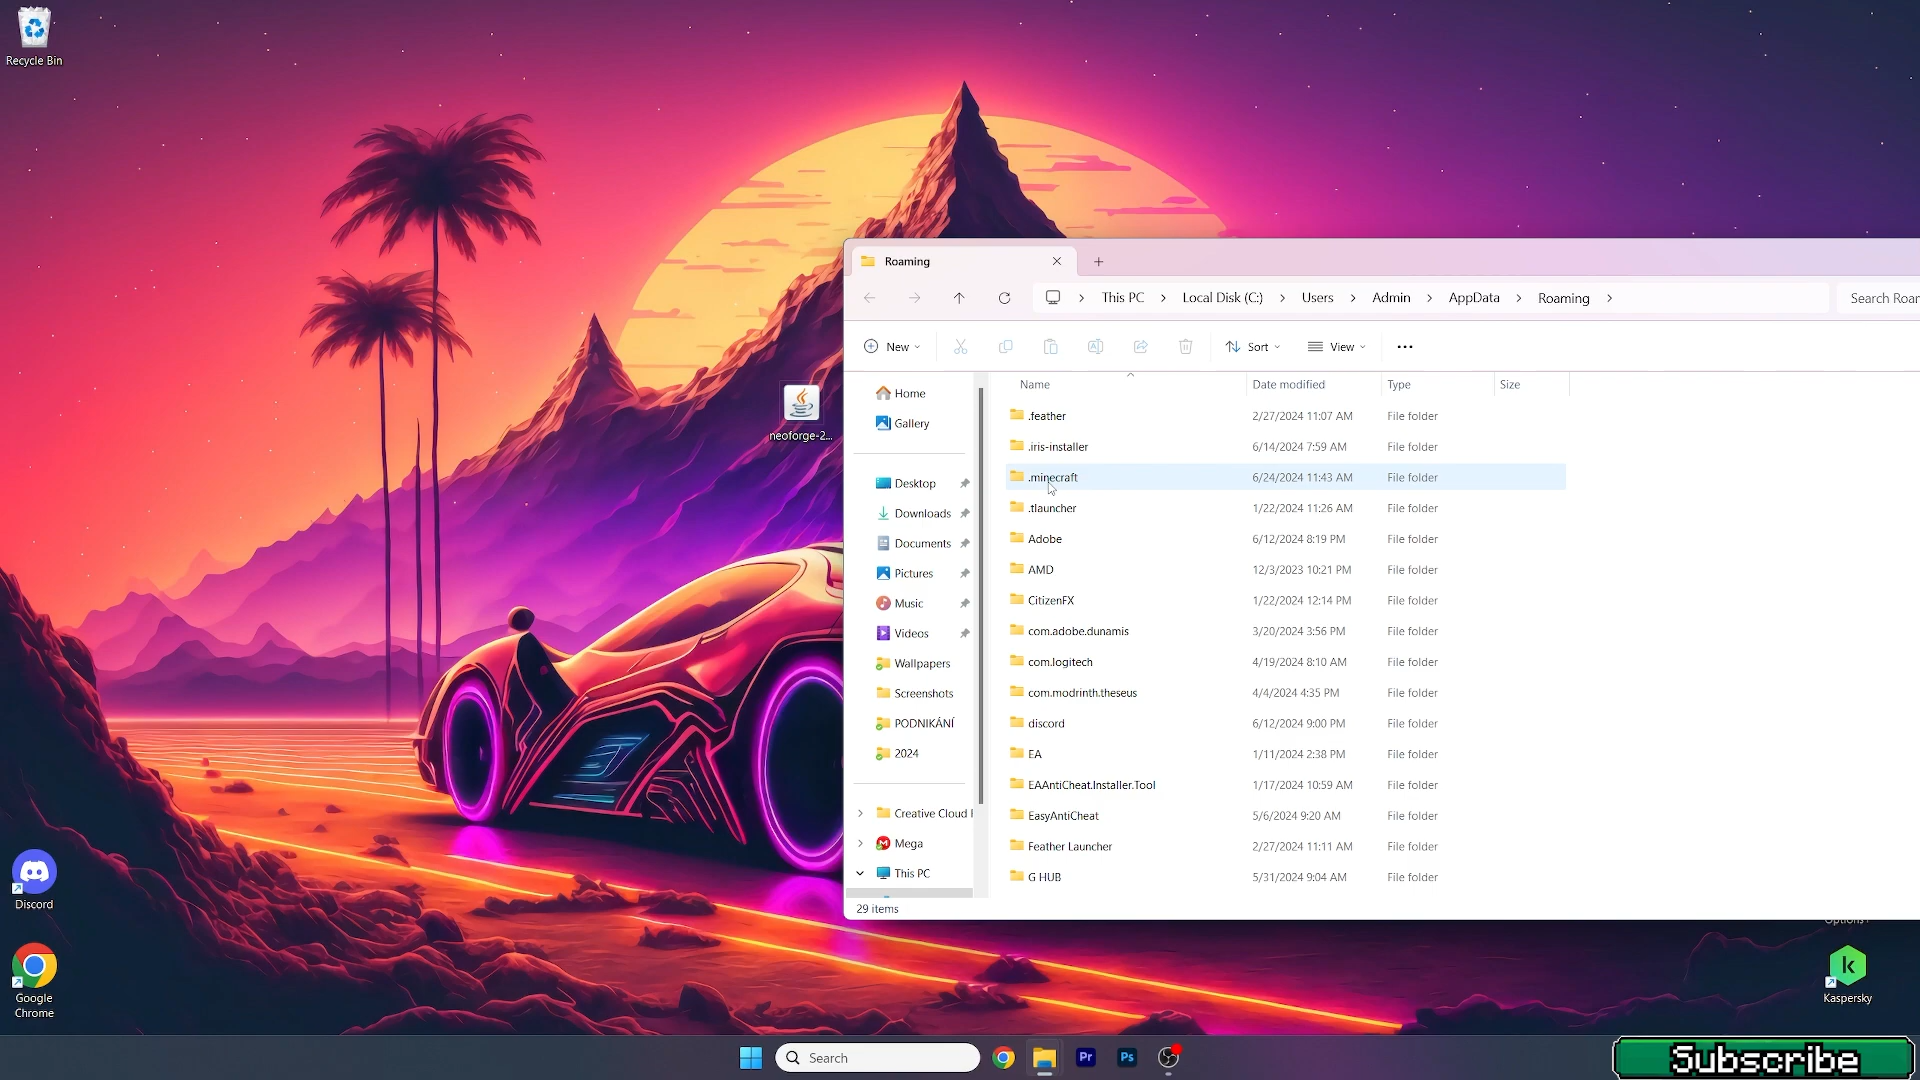 Recycle Bin
Roaming
This PC
Local Disk (C:)
Users
Admin
AppData
Roaming
Search Roar
New
Sort
View
Name
Date modified
Type
Size
Home
Gallery
Desktop
Downloads
Documents
Pictures
Music
Videos
Wallpapers
Screenshots
PODNIKÁNÍ
2024
Creative Cloud
Mega
This PC
.feather 2/27/2024 11:07 AM File folder
.iris-installer 6/14/2024 7:59 AM File folder
.minecraft 6/24/2024 11:43 AM File folder
.tlauncher 1/22/2024 11:26 AM File folder
Adobe 6/12/2024 8:19 PM File folder
AMD 12/3/2023 10:21 PM File folder
CitizenFX 1/22/2024 12:14 PM File folder
com.adobe.dunamis 3/20/2024 3:56 PM File folder
com.logitech 4/19/2024 8:10 AM File folder
com.modrinth.theseus 4/4/2024 4:35 PM File folder
discord 6/12/2024 9:00 PM File folder
EA 1/11/2024 2:38 PM File folder
EAAntiCheat.Installer.Tool 1/17/2024 10:59 AM File folder
EasyAntiCheat 5/6/2024 9:20 AM File folder
Feather Launcher 2/27/2024 11:11 AM File folder
G HUB 5/31/2024 9:04 AM File folder
29 items
neoforge-2...
Discord
Google
Chrome
Kaspersky
Search
Pr
Ps
Subscribe